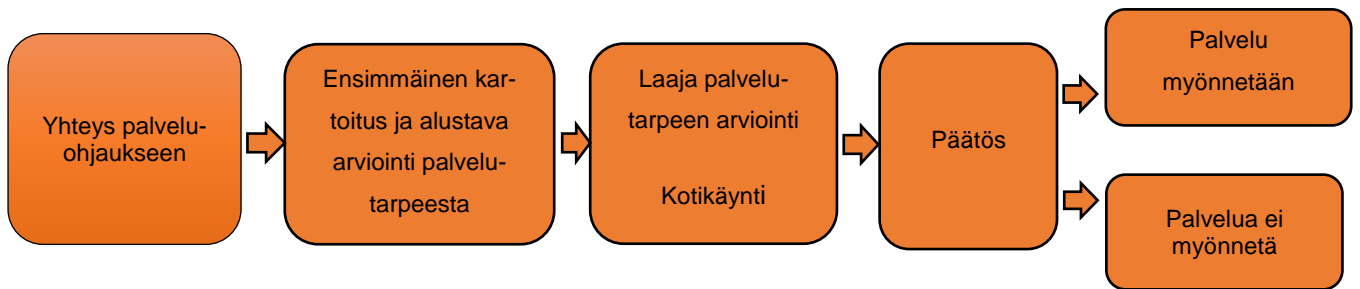 Yhteys palvelu-
ohjaukseen
Ensimmäinen kar-
toitus ja alustava
arviointi palvelu-
tarpeesta
Laaja palvelu-
tarpeen arviointi
Kotikäynti
Päätös
Palvelu
myönnetään
Palvelua ei
myönnetä